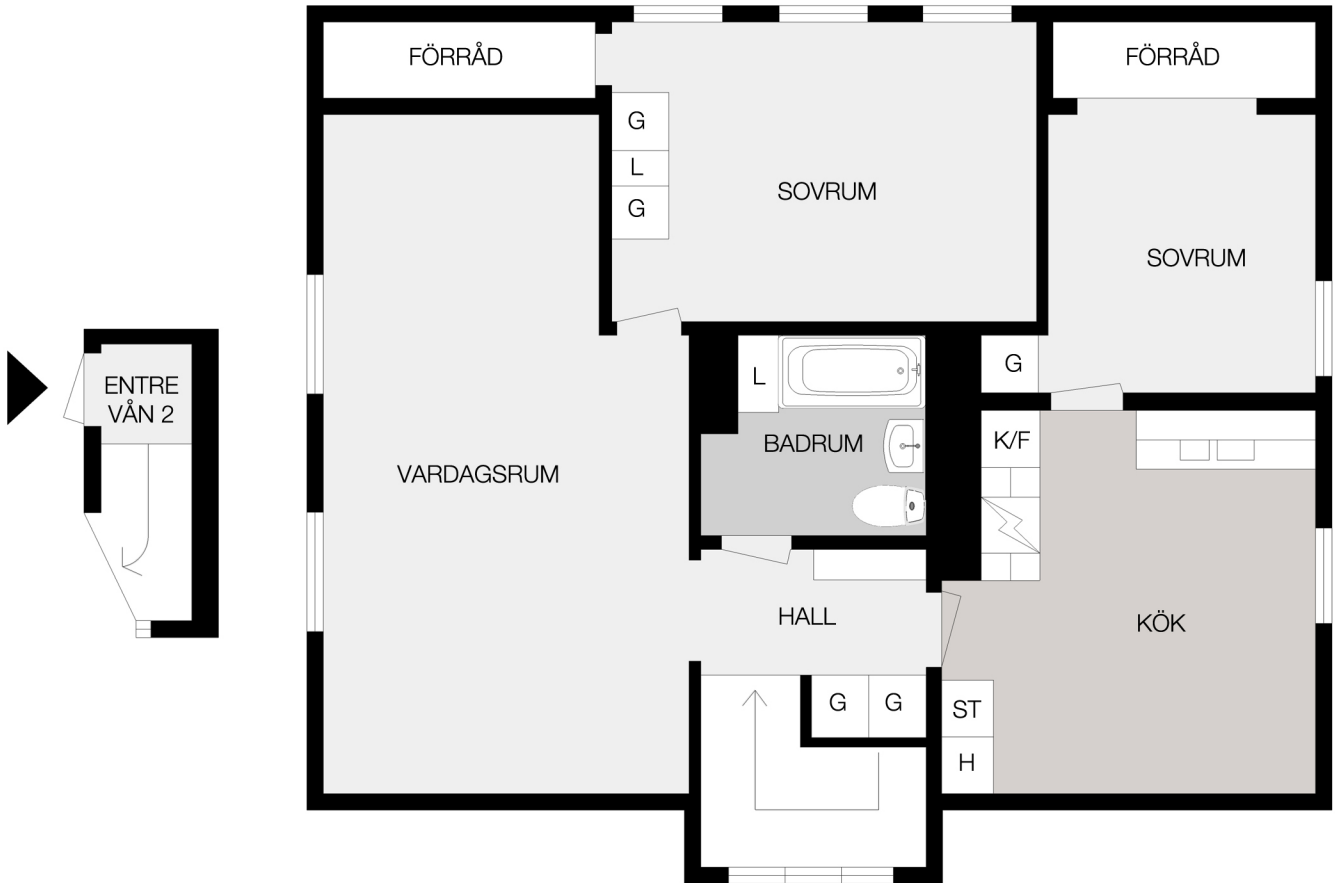 FÖRRÅD
FÖRRÅD
G
L
G
SOVRUM
SOVRUM
ENTRE
VÅN 2
L
G
BADRUM
K/F
VARDAGSRUM
HALL
KÖK
G
G
ST
H